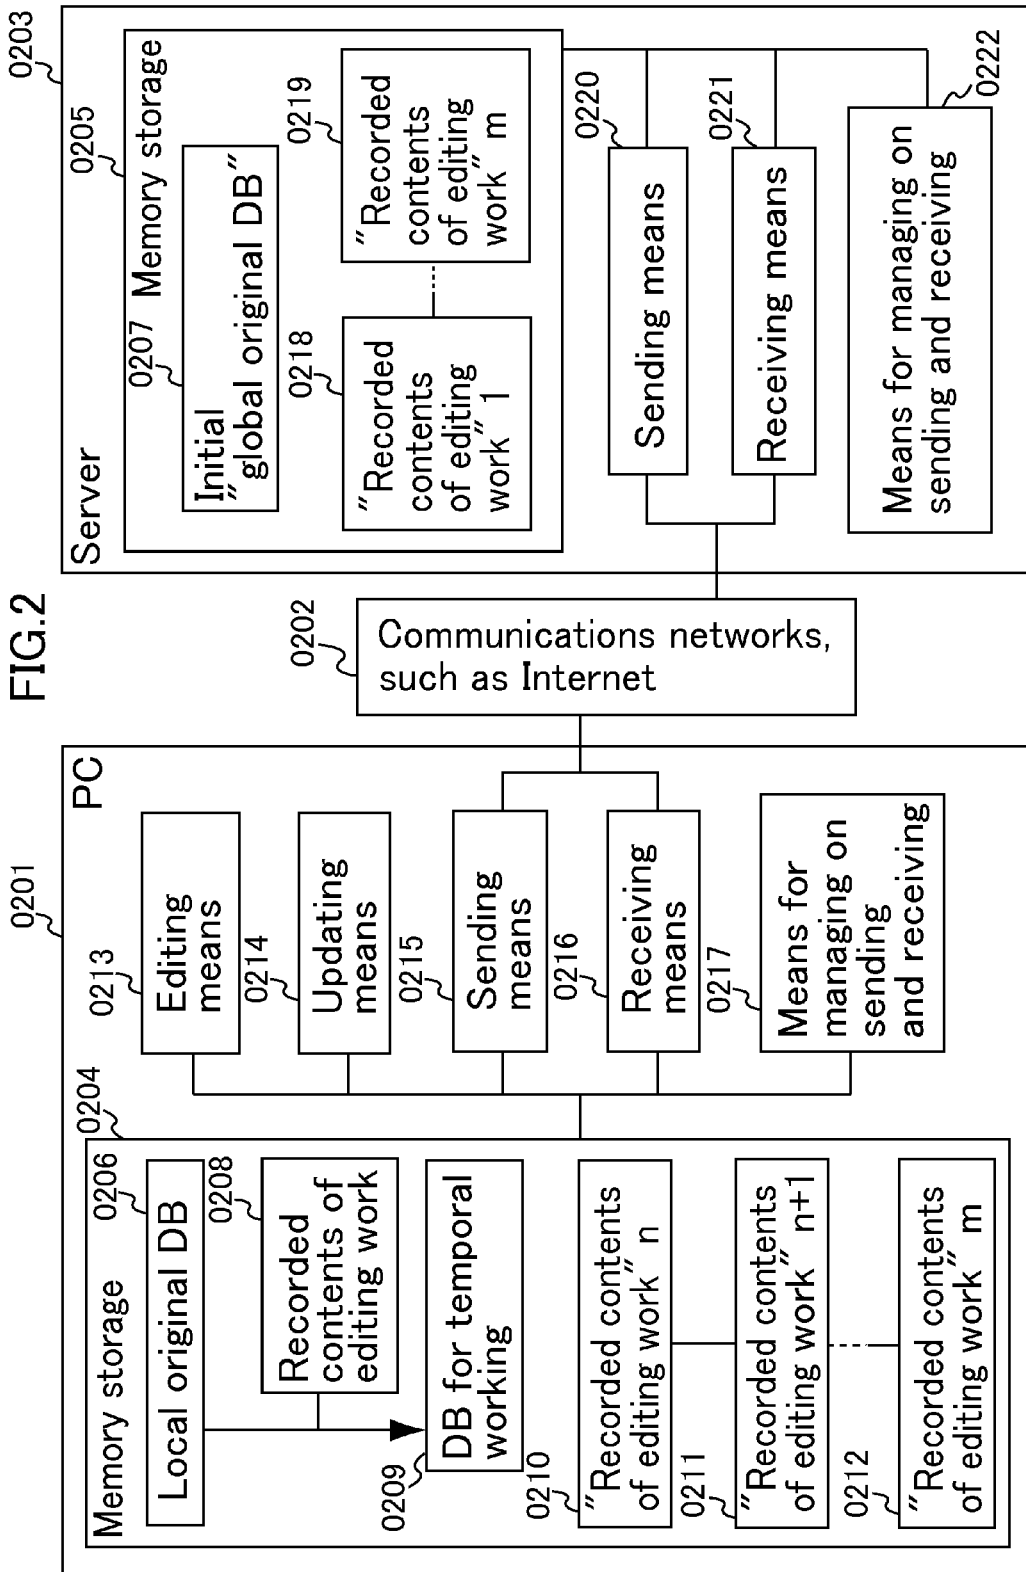 FIG.2
0201
PC
0204
Memory storage
0206
Local original DB
0208
Recorded
contents of
editing work
0209
DB for temporal
working
0210
"Recorded contents
of editing work" n
0211
"Recorded contents
of editing work" n+1
0212
"Recorded contents
of editing work" m
0213
Editing
means
0214
Updating
means
0215
Sending
means
0216
Receiving
means
0217
Means for
managing on
sending
and receiving
0202
Communications networks,
such as Internet
0203
Server
0205
Memory storage
0207
Initial
"global original DB"
0218
"Recorded
contents
of editing
work" 1
0219
"Recorded
contents
of editing
work" m
0220
Sending means
0221
Receiving means
0222
Means for managing on
sending and receiving